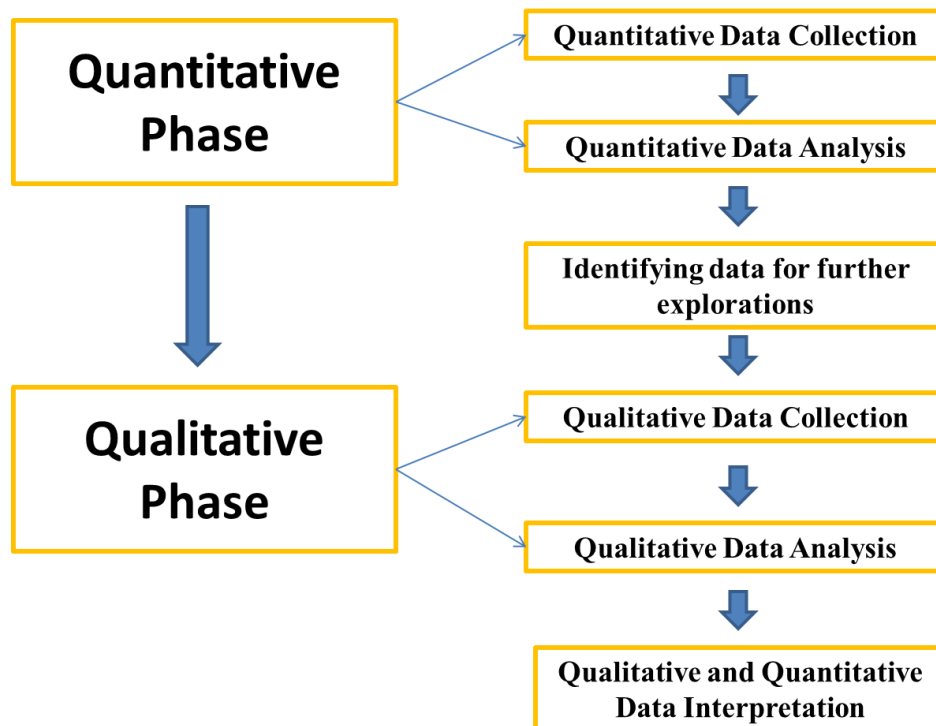 Quantitative
Phase
Quantitative Data Collection
Quantitative Data Analysis
Identifying data for further
explorations
Qualitative
Phase
Qualitative Data Collection
Qualitative Data Analysis
Qualitative and Quantitative
Data Interpretation